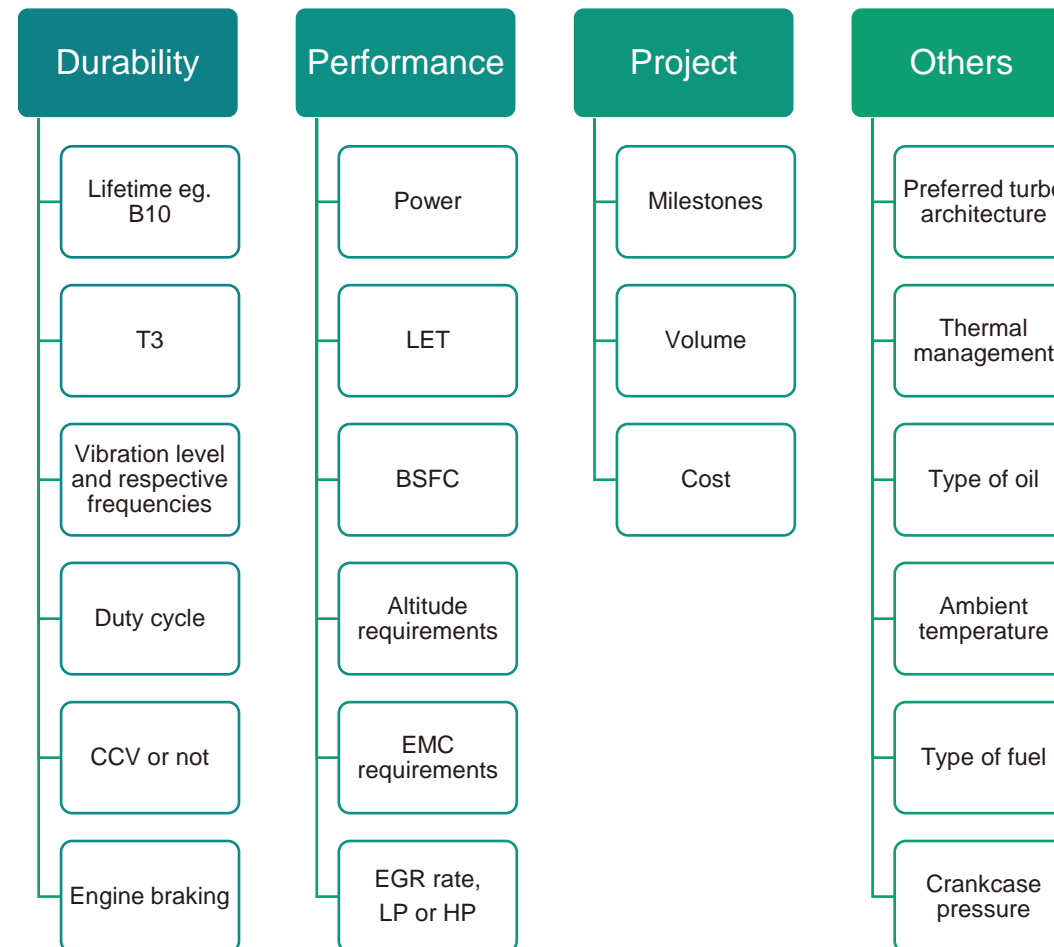 Durability
Lifetime eg.
B10
T3
Vibration level
and respective
frequencies
Duty cycle
CCV or not
Engine braking
Performance
Power
LET
BSFC
Altitude
requirements
EMC
requirements
EGR rate,
LP or HP
Project
Milestones
Volume
Cost
Others
Preferred turbo
architecture
Thermal
management
Type of oil
Ambient
temperature
Type of fuel
Crankcase
pressure